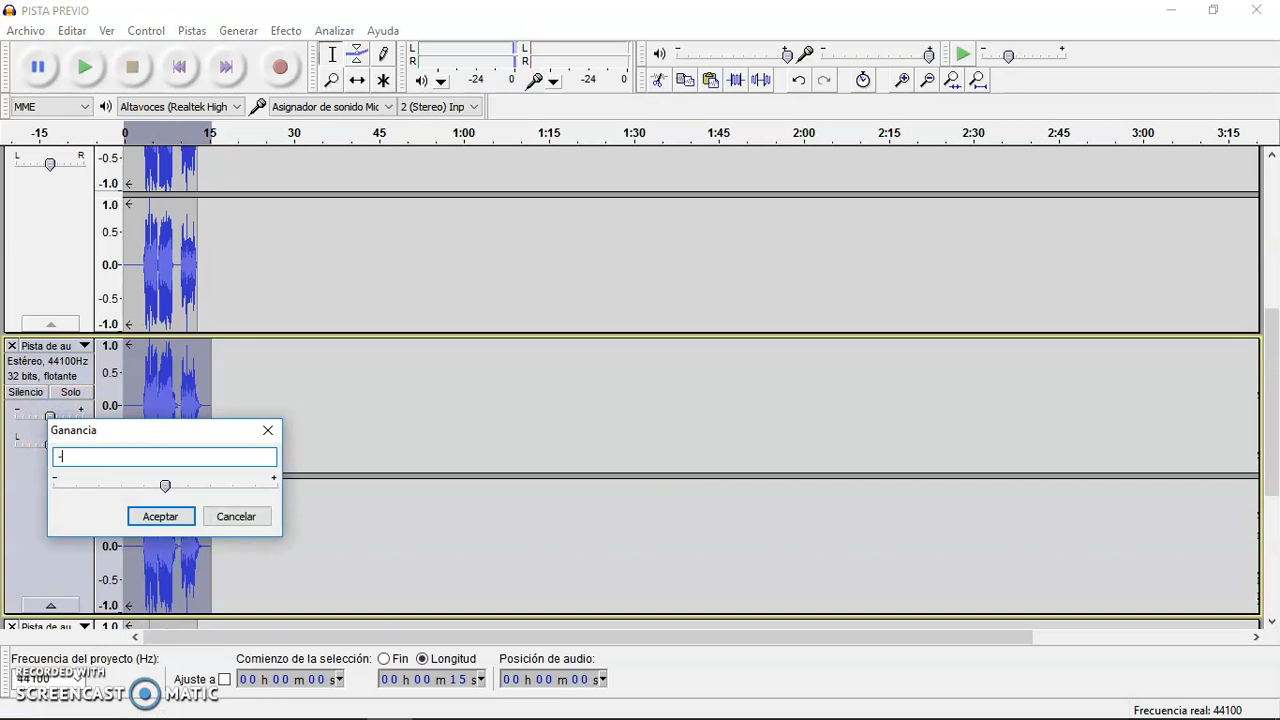 PISTA PREVIO
Archivo Editar Ver Control Pistas Generar Efecto Analizar Ayuda
L R -24 0 L R -24 0
MME Altavoces (Realtek High Asignador de sonido Mic 2 (Stereo) Inp
-15 0 15 30 45 1:00 1:15 1:30 1:45 2:00 2:15 2:30 2:45 3:00 3:15
L R
-0.5
-1.0
1.0
0.5
0.0
-0.5
-1.0
Pista de au 1.0
Estéreo, 44100Hz
32 bits, flotante 0.5
Silencio Solo
- + 0.0
L
Ganancia
-
- +
Aceptar Cancelar
0.0
-0.5
-1.0
Pista de au 1.0
Frecuencia del proyecto (Hz): Comienzo de la selección: Fin Longitud Posición de audio:
44100 Ajuste a 00 h 00 m 00 s 00 h 00 m 15 s 00 h 00 m 00 s
RECORDED WITH
SCREENCAST MATIC
Frecuencia real: 44100